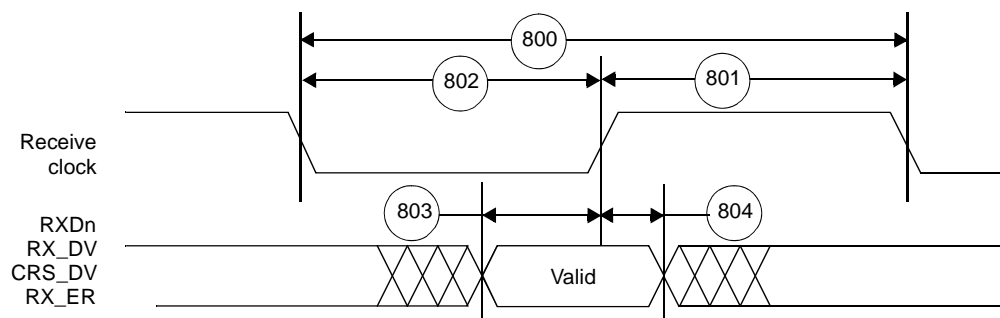 800
802
801
Receive
clock
803
804
RXDn
RX_DV
CRS_DV
RX_ER
Valid